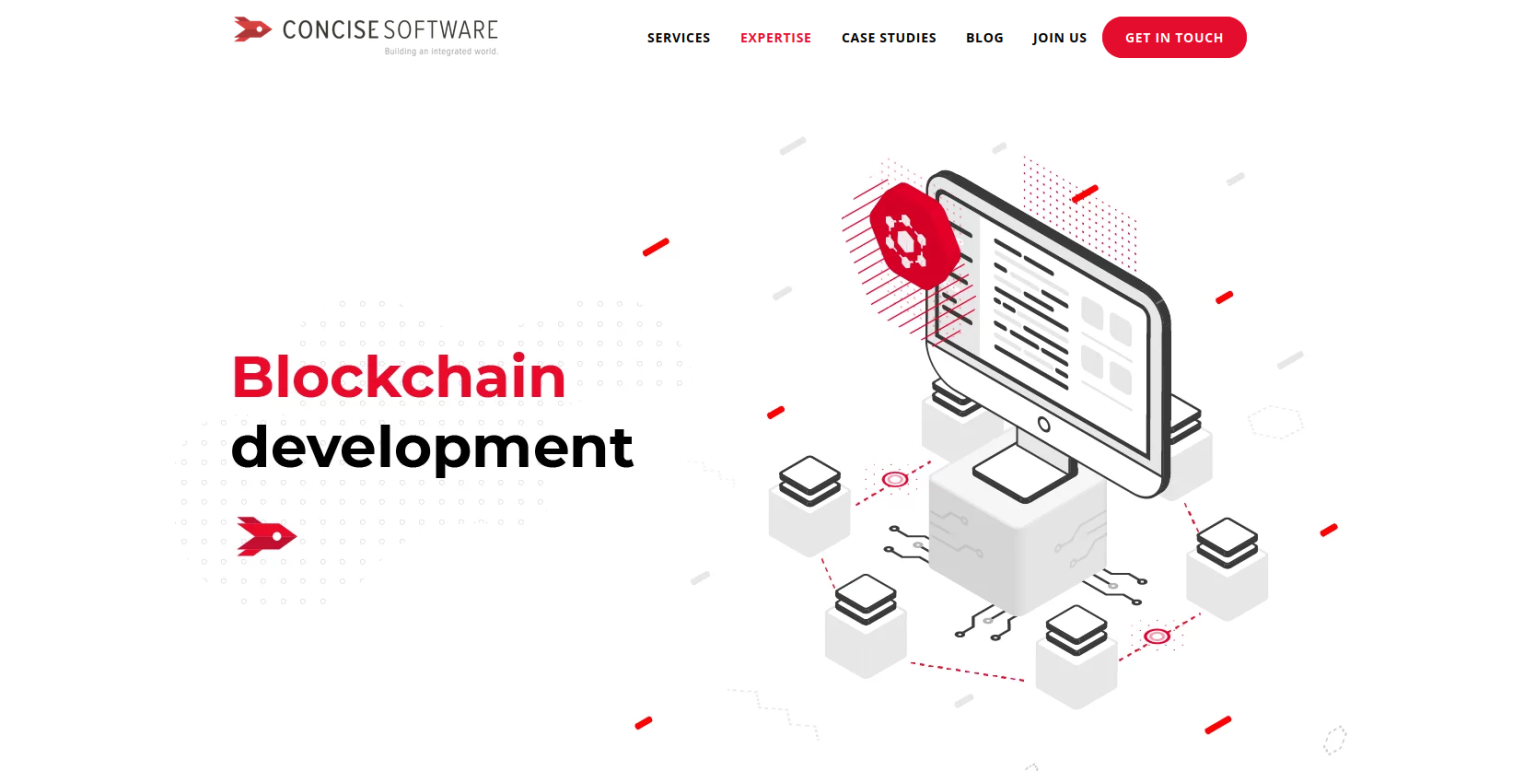 CONCISE SOFTWARE
Building an integrated world.
SERVICES EXPERTISE CASE STUDIES BLOG JOIN US GET IN TOUCH
Blockchain
development